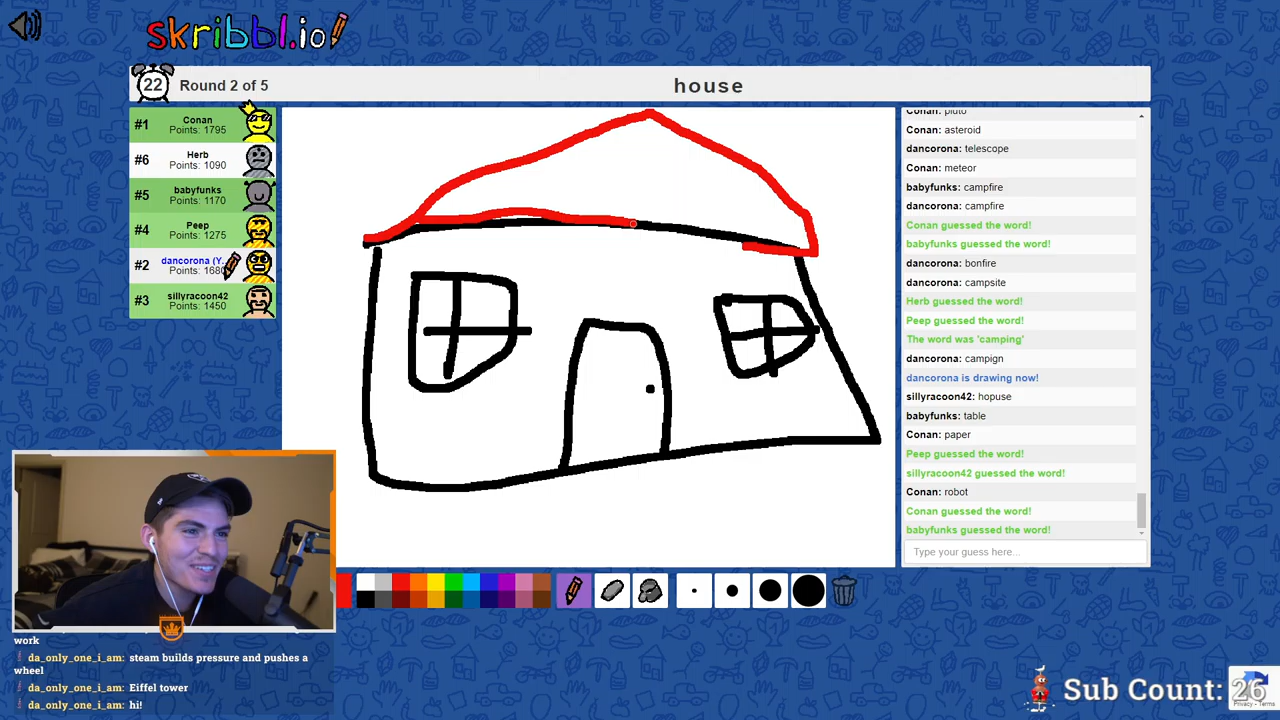 skribbl.io
22
Round 2 of 5
house
#1
Conan
Points: 1795
#6
Herb
Points: 1090
#5
babyfunks
Points: 1170
#4
Peep
Points: 1275
#2
dancorona (Y.
Points: 1680
#3
sillyracoon42
Points: 1450
Conan: pluto
Conan: asteroid
dancorona: telescope
Conan: meteor
babyfunks: campfire
dancorona: campfire
Conan guessed the word!
babyfunks guessed the word!
dancorona: bonfire
dancorona: campsite
Herb guessed the word!
Peep guessed the word!
The word was 'camping'
dancorona: campign
dancorona is drawing now!
sillyracoon42: hopuse
babyfunks: table
Conan: paper
Peep guessed the word!
sillyracoon42 guessed the word!
Conan: robot
Conan guessed the word!
babyfunks guessed the word!
Type your guess here...
work
da_only_one_i_am: steam builds pressure and pushes a
wheel
da_only_one_i_am: Eiffel tower
da_only_one_i_am: hi!
Sub Count: 26
Privacy - Terms